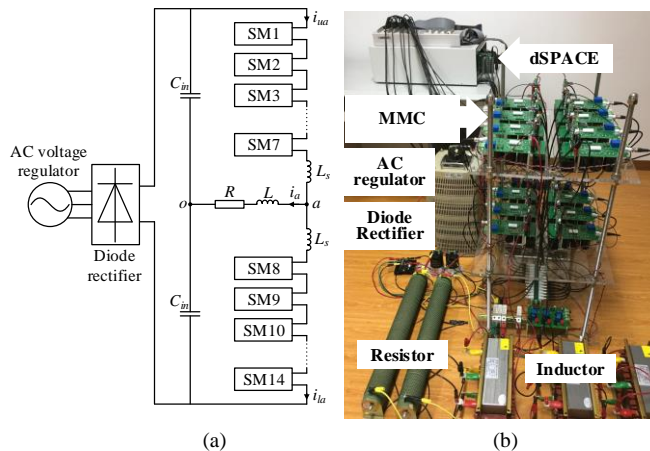 i_ua
SM1
SM2
C_in
SM3
SM7
AC voltage
regulator
L_s
R
L
i_a
o
a
L_s
Diode
rectifier
SM8
C_in
SM9
SM10
SM14
i_la
(a)
dSPACE
MMC
AC
regulator
Diode
Rectifier
Resistor
Inductor
(b)